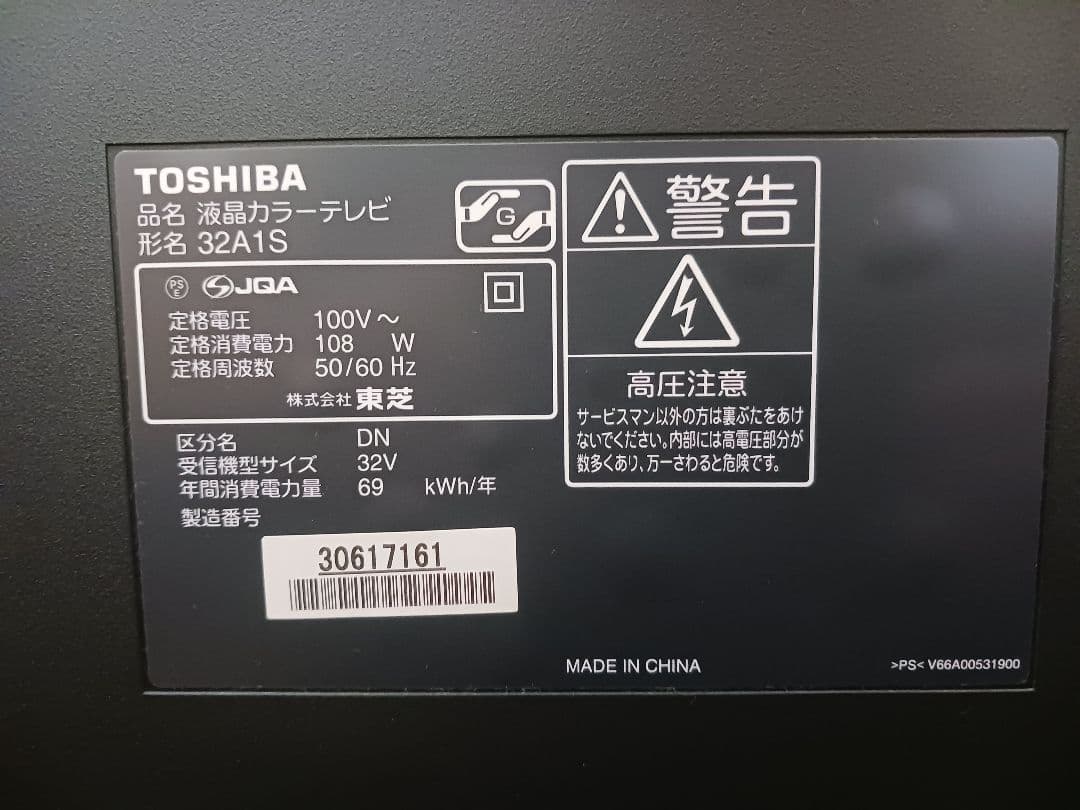 TOSHIBA
品名 液晶カラーテレビ
形名 32A1S
G
PS
E
JQA
定格電圧 100V～
定格消費電力 108 W
定格周波数 50/60 Hz
株式会社 東芝
区分名 DN
受信機型サイズ 32V
年間消費電力量 69 kWh/年
製造番号
30617161
警告
高圧注意
サービスマン以外の方は裏ぶたをあけ
ないでください。内部には高電圧部分が
数多くあり、万一さわると危険です。
MADE IN CHINA
>PS< V66A00531900